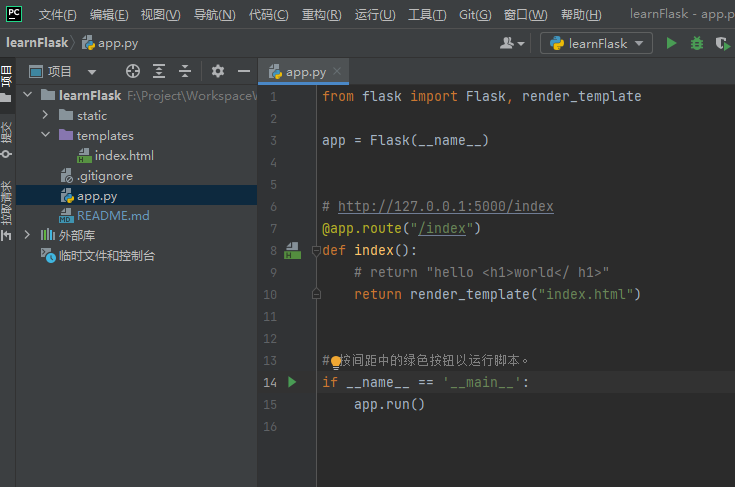 PC 文件(F) 编辑(E) 视图(V) 导航(N) 代码(C) 重构(R) 运行(U) 工具(T) Git(G) 窗口(W) 帮助(H) learnFlask - app.p
learnFlask app.py learnFlask
项目
提交
拉取请求
项目
learnFlask F:\Project\WorkspaceW
static
templates
index.html
.gitignore
app.py
README.md
外部库
临时文件和控制台
app.py
1 from flask import Flask, render_template
2
3 app = Flask(__name__)
4
5
6 # http://127.0.0.1:5000/index
7 @app.route("/index")
8 def index():
9 # return "hello <h1>world</ h1>"
10 return render_template("index.html")
11
12
13 # 按间距中的绿色按钮以运行脚本。
14 if __name__ == '__main__':
15 app.run()
16